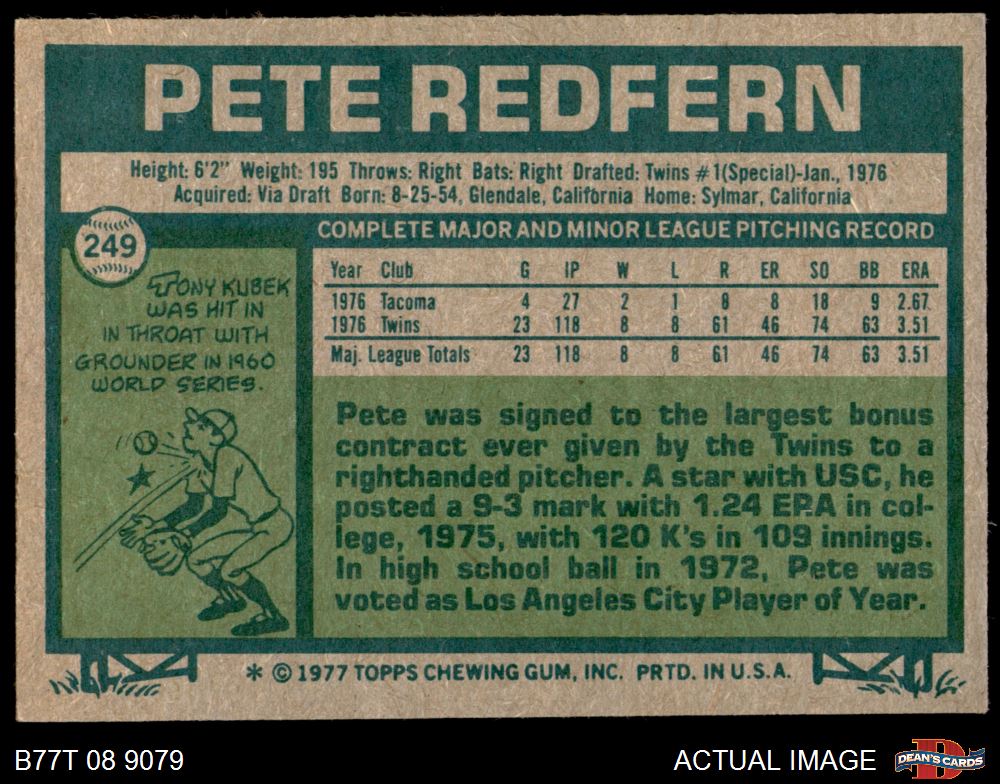 PETE REDFERN
Height: 6'2" Weight: 195 Throws: Right Bats: Right Drafted: Twins #1(Special)-Jan., 1976
Acquired: Via Draft Born: 8-25-54, Glendale, California Home: Sylmar, California
249
TONY KUBEK
WAS HIT IN
IN THROAT WITH
GROUNDER IN 1960
WORLD SERIES.
COMPLETE MAJOR AND MINOR LEAGUE PITCHING RECORD
Year Club G IP W L R ER SO BB ERA
1976 Tacoma 4 27 2 1 8 8 18 9 2.67
1976 Twins 23 118 8 8 61 46 74 63 3.51
Maj. League Totals 23 118 8 8 61 46 74 63 3.51
Pete was signed to the largest bonus
contract ever given by the Twins to a
righthanded pitcher. A star with USC, he
posted a 9-3 mark with 1.24 ERA in col-
lege, 1975, with 120 K's in 109 innings.
In high school ball in 1972, Pete was
voted as Los Angeles City Player of Year.
* © 1977 TOPPS CHEWING GUM, INC. PRTD. IN U.S.A.
B77T 08 9079
ACTUAL IMAGE
D
DEAN'S CARDS